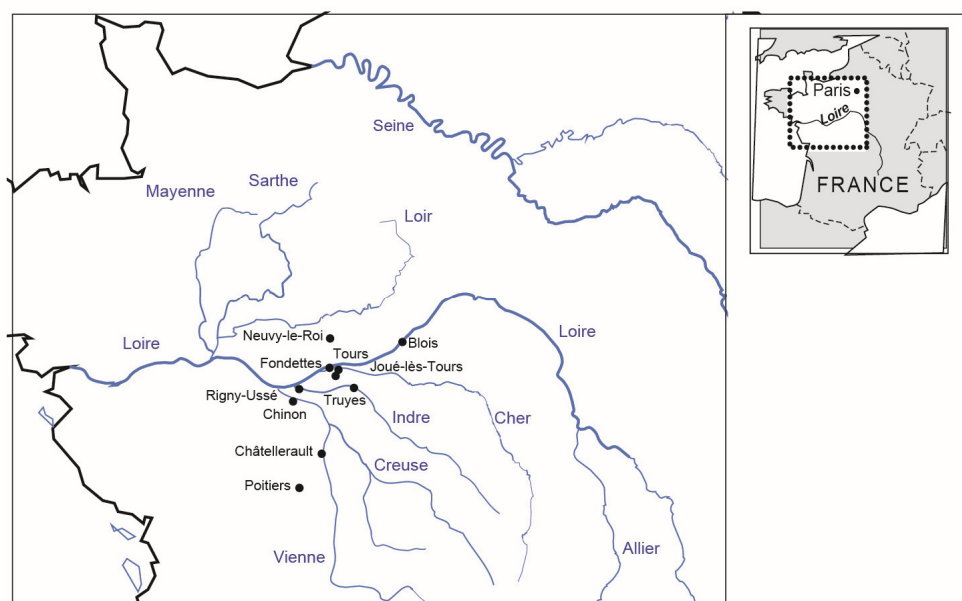 Seine
Mayenne
Sarthe
Loir
Neuvy-le-Roi
Loire
Tours
Blois
Loire
Fondettes
Joué-lès-Tours
Rigny-Ussé
Truyes
Chinon
Indre
Cher
Châtellerault
Creuse
Poitiers
Vienne
Allier
Paris
Loire
FRANCE